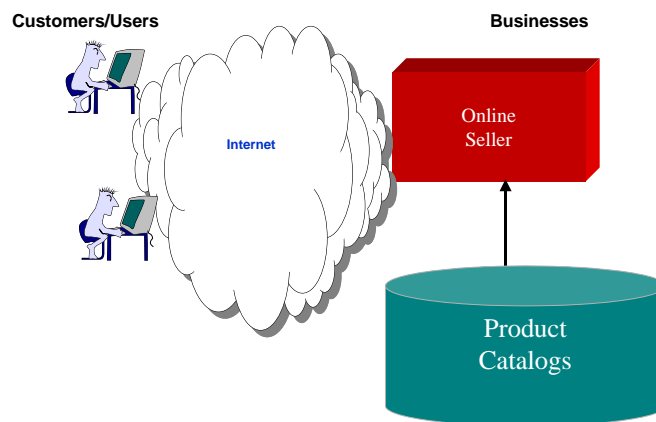 Customers/Users
Businesses
Online
Seller
Internet
Product
Catalogs